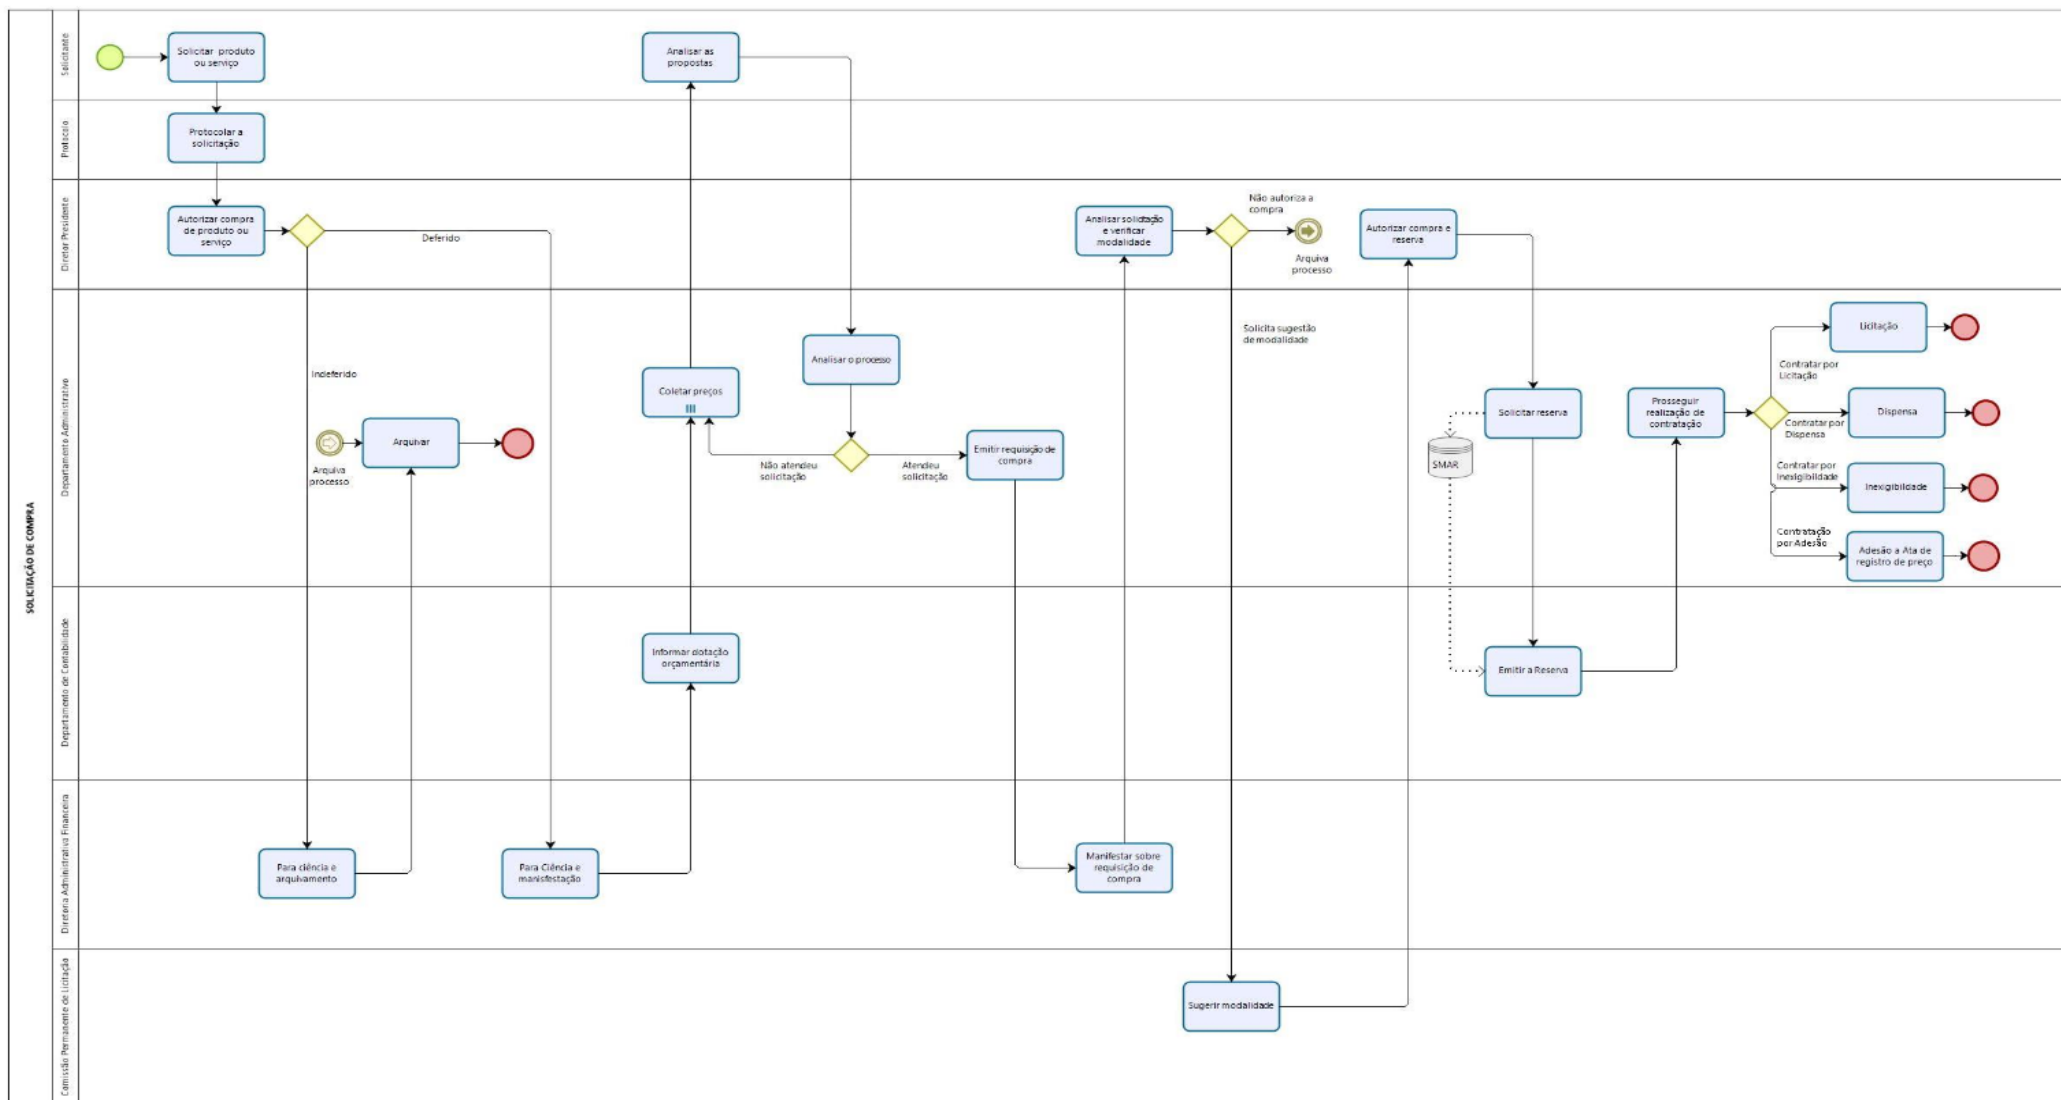 SOLICITAÇÃO DE COMPRA
Solicitante
Solicitar produto
ou serviço
Analisar as
propostas
Protocolo
Protocolar a
solicitação
Diretor Presidente
Autorizar compra
de produto ou
serviço
Deferido
Indeferido
Analisar solicitação
e verificar
modalidade
Não autoriza a
compra
Arquiva
processo
Solicita sugestão
de modalidade
Autorizar compra e
reserva
Departamento Administrativo
Arquiva
processo
Arquivar
Coletar preços
Analisar o processo
Não atendeu
solicitação
Atendeu
solicitação
Emitir requisição de
compra
Solicitar reserva
SMAR
Prosseguir
realização de
contratação
Contratar por
Licitação
Licitação
Contratar por
Dispensa
Dispensa
Contratar por
Inexigibilidade
Inexigibilidade
Contratação
por Adesão
Adesão a Ata de
registro de preço
Departamento de Contabilidade
Informar dotação
orçamentária
Emitir a Reserva
Diretoria Administrativa Financeira
Para ciência e
arquivamento
Para Ciência e
manisfestação
Manifestar sobre
requisição de
compra
Comissão Permanente de Licitação
Sugerir modalidade